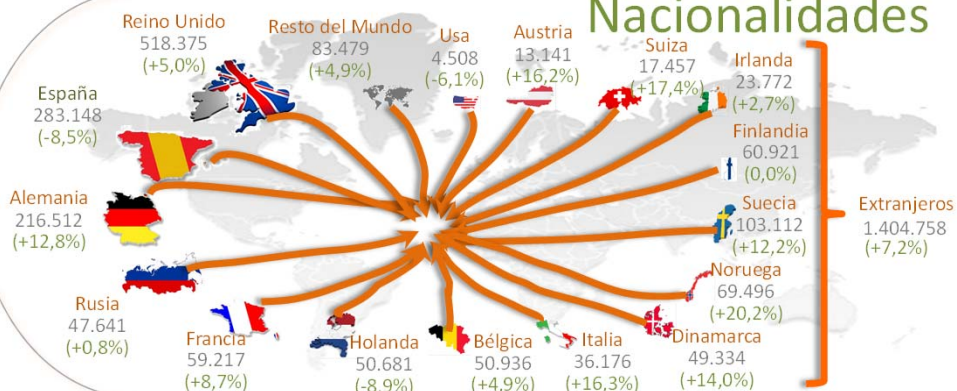 Nacionalidades
Reino Unido
518.375
(+5,0%)
Resto del Mundo
83.479
(+4,9%)
Usa
4.508
(-6,1%)
Austria
13.141
(+16,2%)
Suiza
17.457
(+17,4%)
Irlanda
23.772
(+2,7%)
España
283.148
(-8,5%)
Finlandia
60.921
(0,0%)
Alemania
216.512
(+12,8%)
Suecia
103.112
(+12,2%)
Extranjeros
1.404.758
(+7,2%)
Noruega
69.496
(+20,2%)
Rusia
47.641
(+0,8%)
Francia
59.217
(+8,7%)
Holanda
50.681
(-8,9%)
Bélgica
50.936
(+4,9%)
Italia
36.176
(+16,3%)
Dinamarca
49.334
(+14,0%)